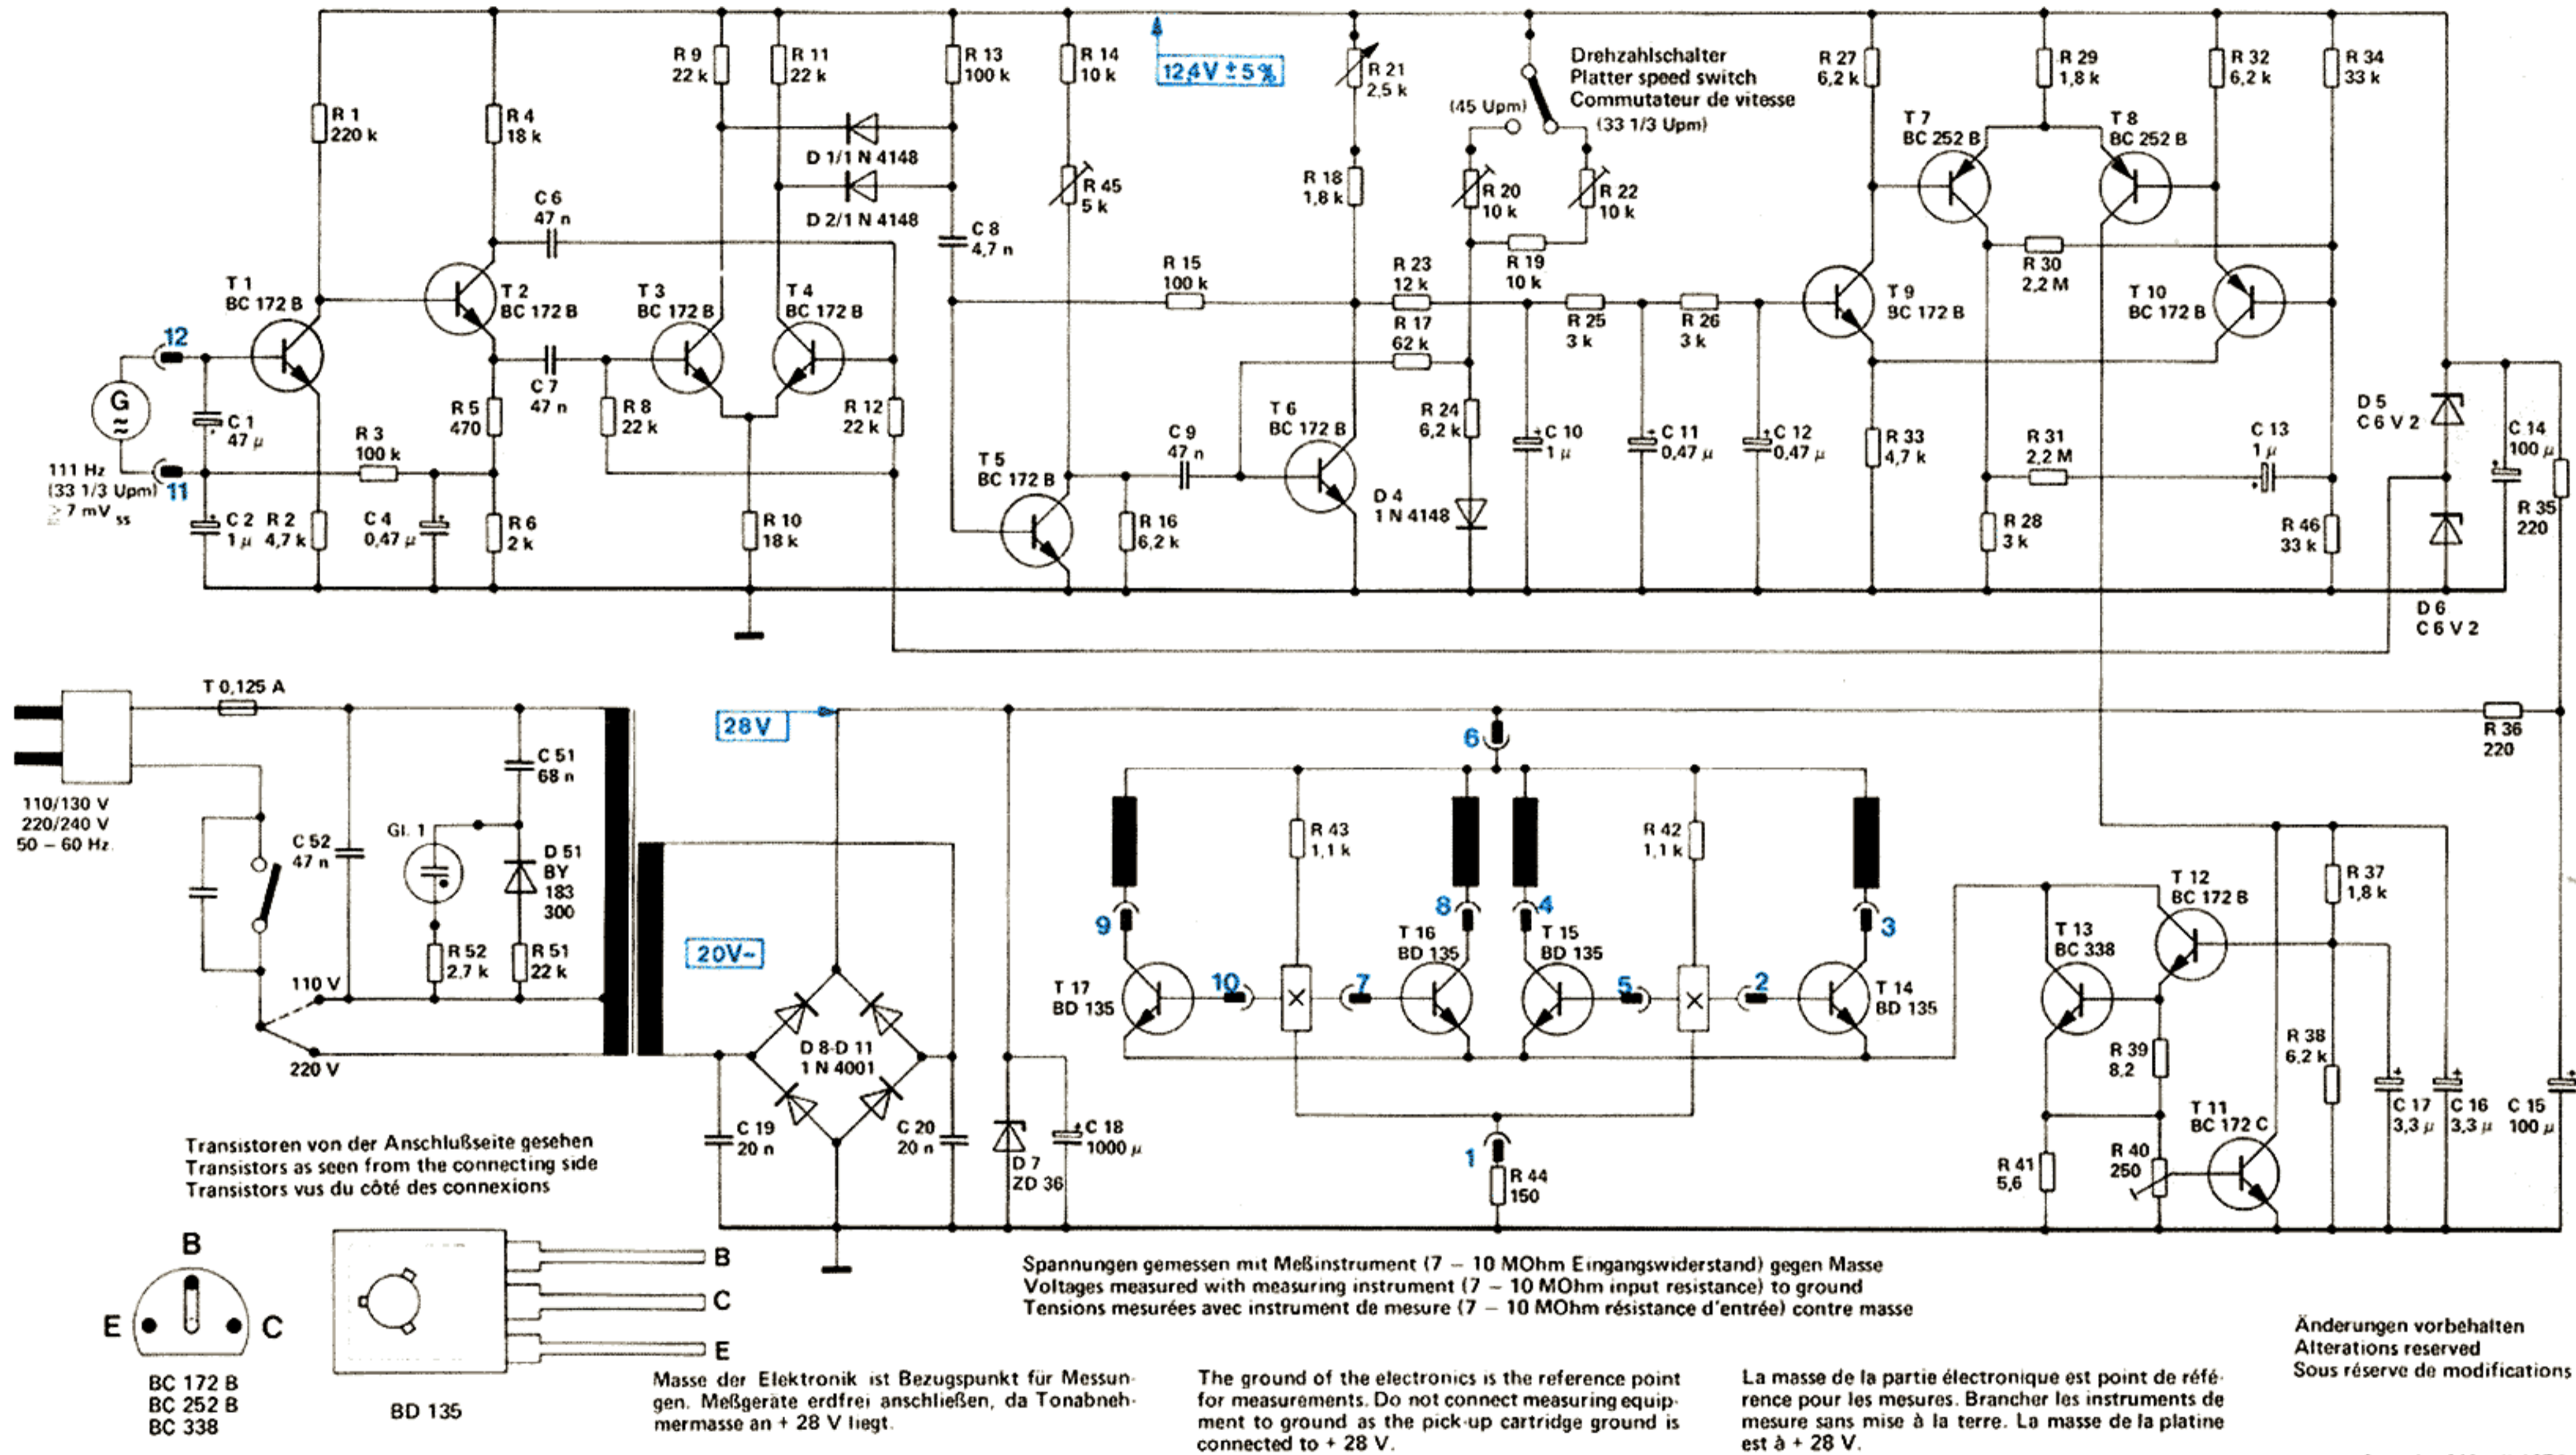 R 1
220 k
R 4
18 k
R 9
22 k
R 11
22 k
R 13
100 k
R 14
10 k
12,4V ± 5%
R 21
2,5 k
Drehzahlschalter
Platter speed switch
Commutateur de vitesse
(45 Upm)
(33 1/3 Upm)
R 27
6,2 k
R 29
1,8 k
R 32
6,2 k
R 34
33 k
D 1/1 N 4148
D 2/1 N 4148
R 45
5 k
R 18
1,8 k
R 20
10 k
R 22
10 k
T 7
BC 252 B
T 8
BC 252 B
C 6
47 n
C 8
4,7 n
R 15
100 k
R 23
12 k
R 19
10 k
R 30
2,2 M
T 1
BC 172 B
T 2
BC 172 B
T 3
BC 172 B
T 4
BC 172 B
R 17
62 k
R 25
3 k
R 26
3 k
T 9
BC 172 B
T 10
BC 172 B
12
G
≈
C 1
47 µ
R 3
100 k
R 5
470
C 7
47 n
R 8
22 k
R 12
22 k
T 5
BC 172 B
C 9
47 n
T 6
BC 172 B
R 24
6,2 k
C 10
1 µ
C 11
0,47 µ
C 12
0,47 µ
R 33
4,7 k
R 31
2,2 M
C 13
1 µ
D 5
C 6 V 2
C 14
100 µ
111 Hz
(33 1/3 Upm)
≥ 7 mV ss
11
C 2
1 µ
R 2
4,7 k
C 4
0,47 µ
R 6
2 k
R 10
18 k
R 16
6,2 k
D 4
1 N 4148
R 28
3 k
R 46
33 k
R 35
220
D 6
C 6 V 2
T 0,125 A
28V
6
R 36
220
110/130 V
220/240 V
50 – 60 Hz.
C 52
47 n
Gl. 1
C 51
68 n
D 51
BY
183
300
R 52
2,7 k
R 51
22 k
110 V
220 V
20V~
R 43
1,1 k
R 42
1,1 k
9
8
4
3
T 17
BD 135
10
7
T 16
BD 135
T 15
BD 135
5
2
T 14
BD 135
T 13
BC 338
T 12
BC 172 B
R 37
1,8 k
D 8-D 11
1 N 4001
C 19
20 n
C 20
20 n
D 7
ZD 36
C 18
1000 µ
1
R 44
150
R 39
8,2
R 38
6,2 k
R 41
5,6
R 40
250
T 11
BC 172 C
C 17
3,3 µ
C 16
3,3 µ
C 15
100 µ
Transistoren von der Anschlußseite gesehen
Transistors as seen from the connecting side
Transistors vus du côté des connexions
B
E
C
BC 172 B
BC 252 B
BC 338
B
C
E
BD 135
Spannungen gemessen mit Meßinstrument (7 – 10 MOhm Eingangswiderstand) gegen Masse
Voltages measured with measuring instrument (7 – 10 MOhm input resistance) to ground
Tensions mesurées avec instrument de mesure (7 – 10 MOhm résistance d'entrée) contre masse
Masse der Elektronik ist Bezugspunkt für Messun-
gen. Meßgeräte erdfrei anschließen, da Tonabneh-
mermasse an + 28 V liegt.
The ground of the electronics is the reference point
for measurements. Do not connect measuring equip-
ment to ground as the pick-up cartridge ground is
connected to + 28 V.
La masse de la partie électronique est point de réfé-
rence pour les mesures. Brancher les instruments de
mesure sans mise à la terre. La masse de la platine
est à + 28 V.
Änderungen vorbehalten
Alterations reserved
Sous réserve de modifications